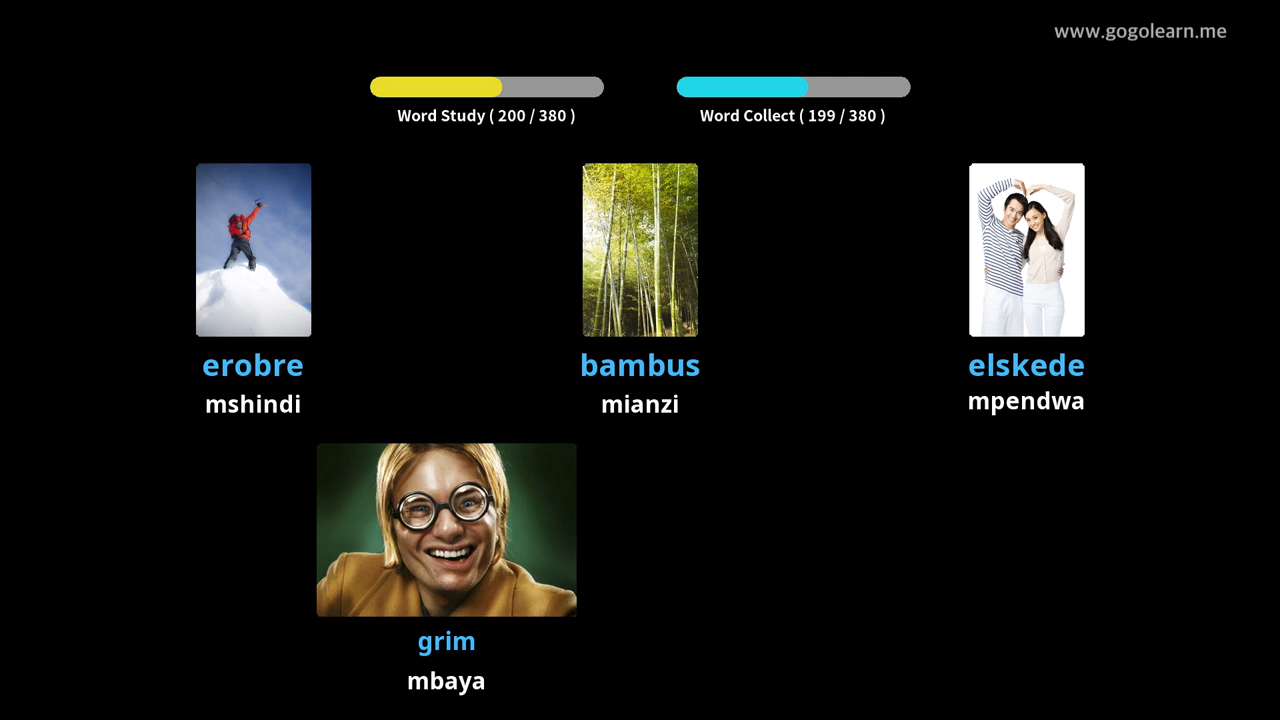 www.gogolearn.me
Word Study ( 200 / 380 )
Word Collect ( 199 / 380 )
erobre
bambus
elskede
mshindi
mianzi
mpendwa
grim
mbaya